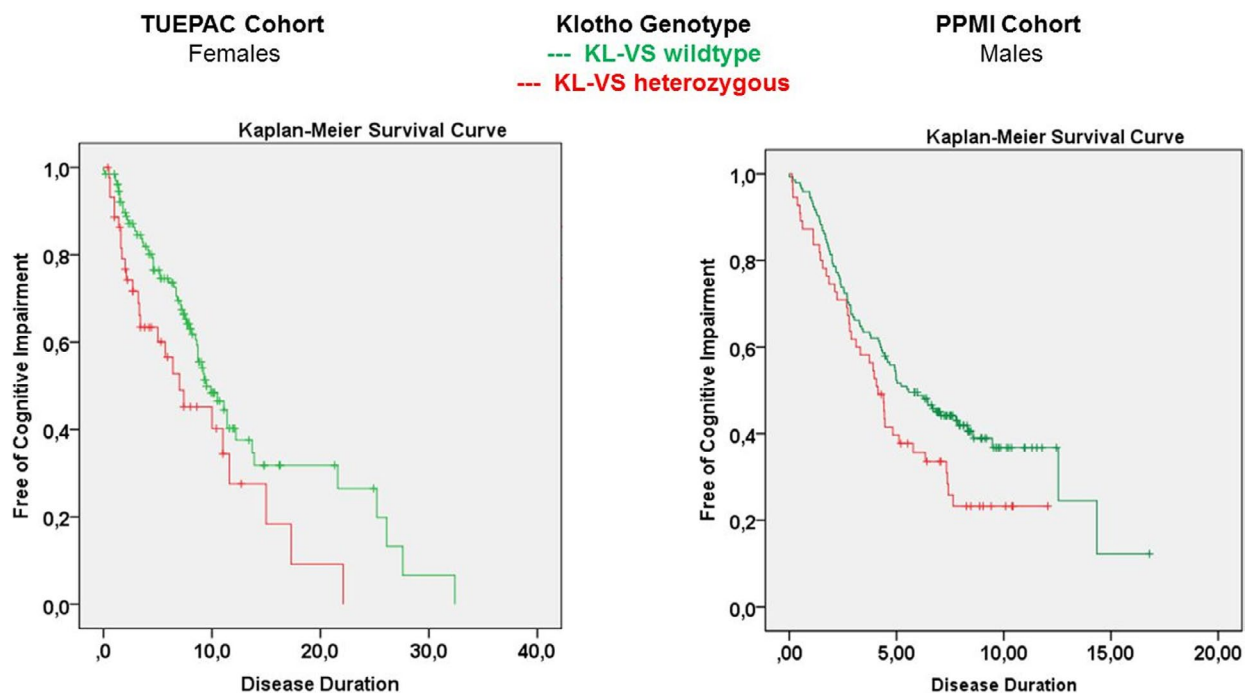 TUEPAC Cohort
Females
Klotho Genotype
--- KL-VS wildtype
--- KL-VS heterozygous
PPMI Cohort
Males
Kaplan-Meier Survival Curve
Free of Cognitive Impairment
1,0
0,8
0,6
0,4
0,2
0,0
,0 10,0 20,0 30,0 40,0
Disease Duration
Kaplan-Meier Survival Curve
Free of Cognitive Impairment
1,0
0,8
0,6
0,4
0,2
0,0
,00 5,00 10,00 15,00 20,00
Disease Duration